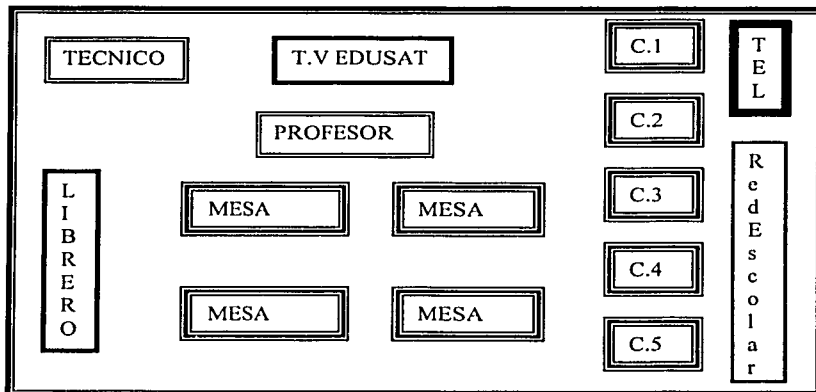 TECNICO
T.V EDUSAT
C.1
TEL
PROFESOR
C.2
LIBRERO
MESA
MESA
C.3
RedEscolar
C.4
MESA
MESA
C.5